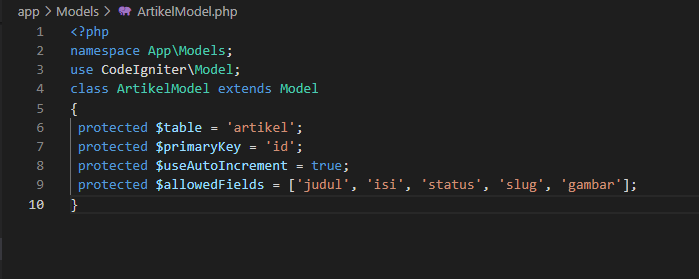 app > Models > ArtikelModel.php
1 <?php
2 namespace App\Models;
3 use CodeIgniter\Model;
4 class ArtikelModel extends Model
5 {
6 protected $table = 'artikel';
7 protected $primaryKey = 'id';
8 protected $useAutoIncrement = true;
9 protected $allowedFields = ['judul', 'isi', 'status', 'slug', 'gambar'];
10 }